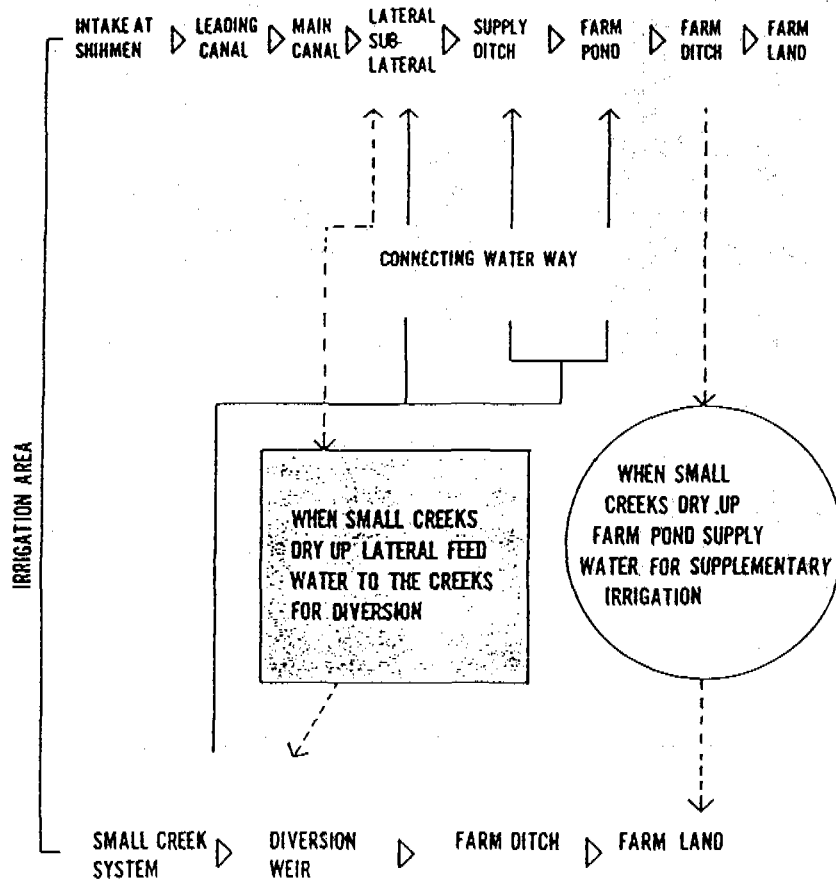 INTAKE AT
SHIHMEN
LEADING
CANAL
MAIN
CANAL
LATERAL
SUB-
LATERAL
SUPPLY
DITCH
FARM
POND
FARM
DITCH
FARM
LAND
CONNECTING WATER WAY
IRRIGATION AREA
WHEN SMALL CREEKS
DRY UP LATERAL FEED
WATER TO THE CREEKS
FOR DIVERSION
WHEN SMALL
CREEKS DRY UP
FARM POND SUPPLY
WATER FOR SUPPLEMENTARY
IRRIGATION
SMALL CREEK
SYSTEM
DIVERSION
WEIR
FARM DITCH
FARM LAND